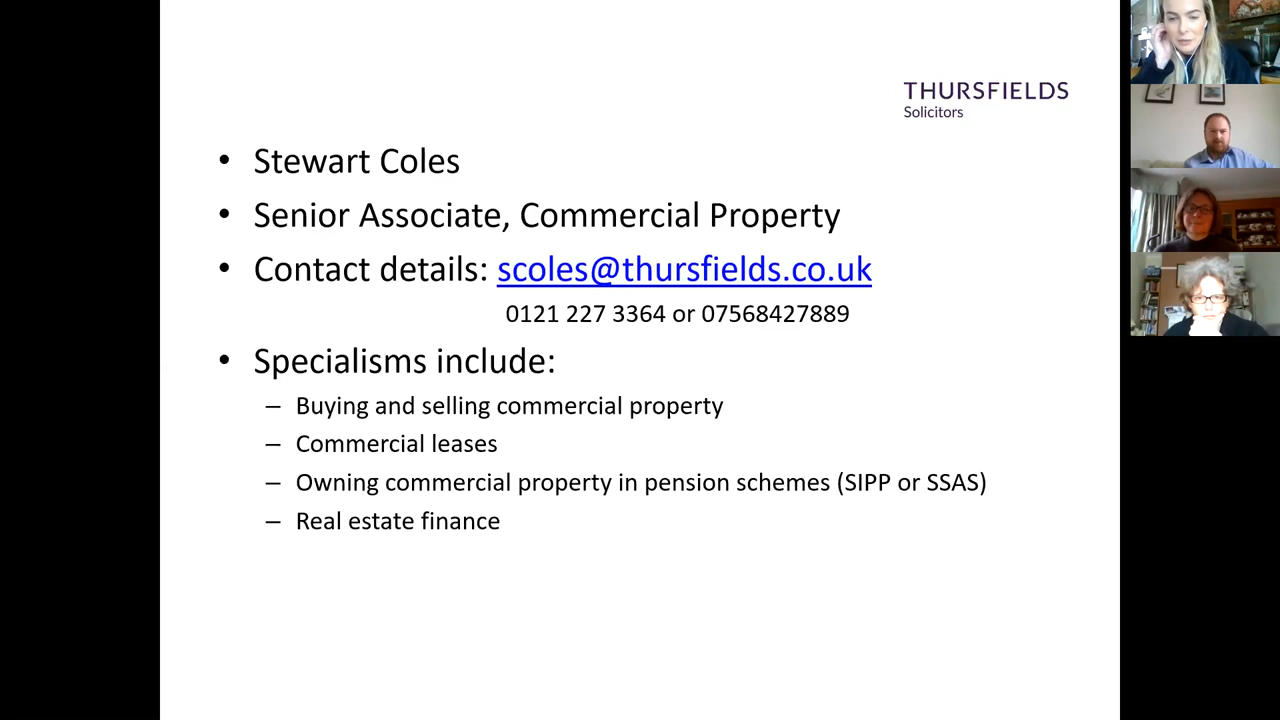 THURSFIELDS
Solicitors
• Stewart Coles
• Senior Associate, Commercial Property
• Contact details: scoles@thursfields.co.uk
0121 227 3364 or 07568427889
• Specialisms include:
– Buying and selling commercial property
– Commercial leases
– Owning commercial property in pension schemes (SIPP or SSAS)
– Real estate finance